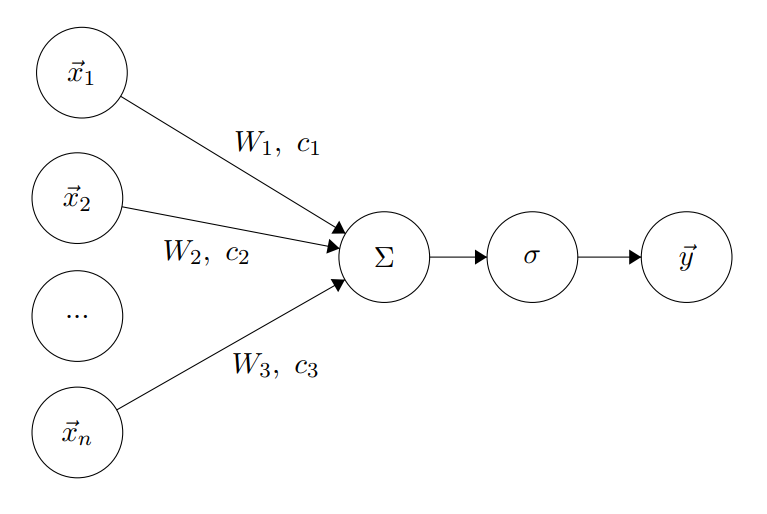 x⃗₁
W₁, c₁
x⃗₂
W₂, c₂
Σ
σ
y⃗
...
W₃, c₃
x⃗ₙ